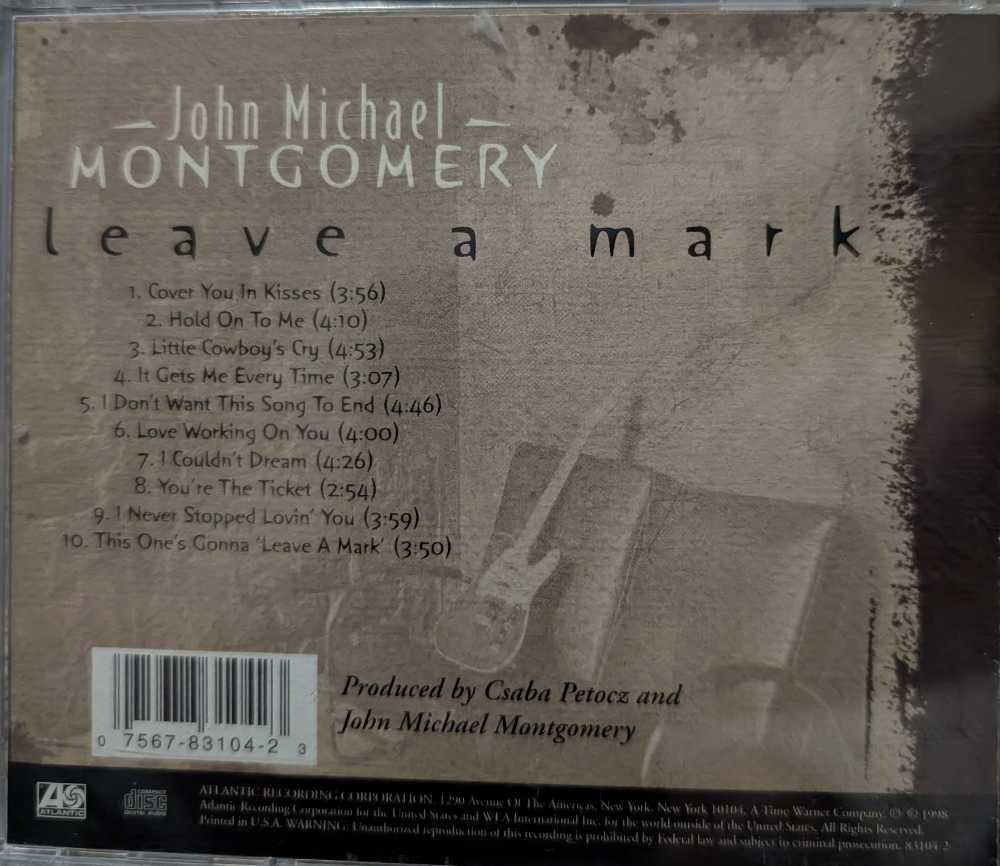 John Michael
MONTGOMERY
leave a mark
1. Cover You In Kisses (3:56)
2. Hold On To Me (4:10)
3. Little Cowboy's Cry (4:53)
4. It Gets Me Every Time (3:07)
5. I Don't Want This Song To End (4:46)
6. Love Working On You (4:00)
7. I Couldn't Dream (4:26)
8. You're The Ticket (2:54)
9. I Never Stopped Lovin' You (3:59)
10. This One's Gonna 'Leave A Mark' (3:50)
Produced by Csaba Petocz and
John Michael Montgomery
0 7567-83104-2 3
ATLANTIC
COMPACT
disc
DIGITAL AUDIO
ATLANTIC RECORDING CORPORATION, 1290 Avenue Of The Americas, New York, New York 10104. A Time Warner Company. ℗ © 1998
Atlantic Recording Corporation for the United States and WEA International Inc. for the world outside of the United States. All Rights Reserved.
Printed in U.S.A. WARNING: Unauthorized reproduction of this recording is prohibited by Federal law and subject to criminal prosecution. 83104-2